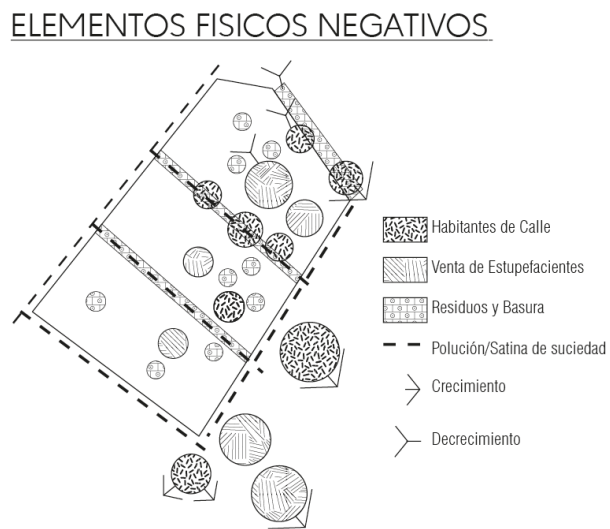 ELEMENTOS FISICOS NEGATIVOS
Habitantes de Calle
Venta de Estupefacientes
Residuos y Basura
Polución/Satina de suciedad
Crecimiento
Decrecimiento